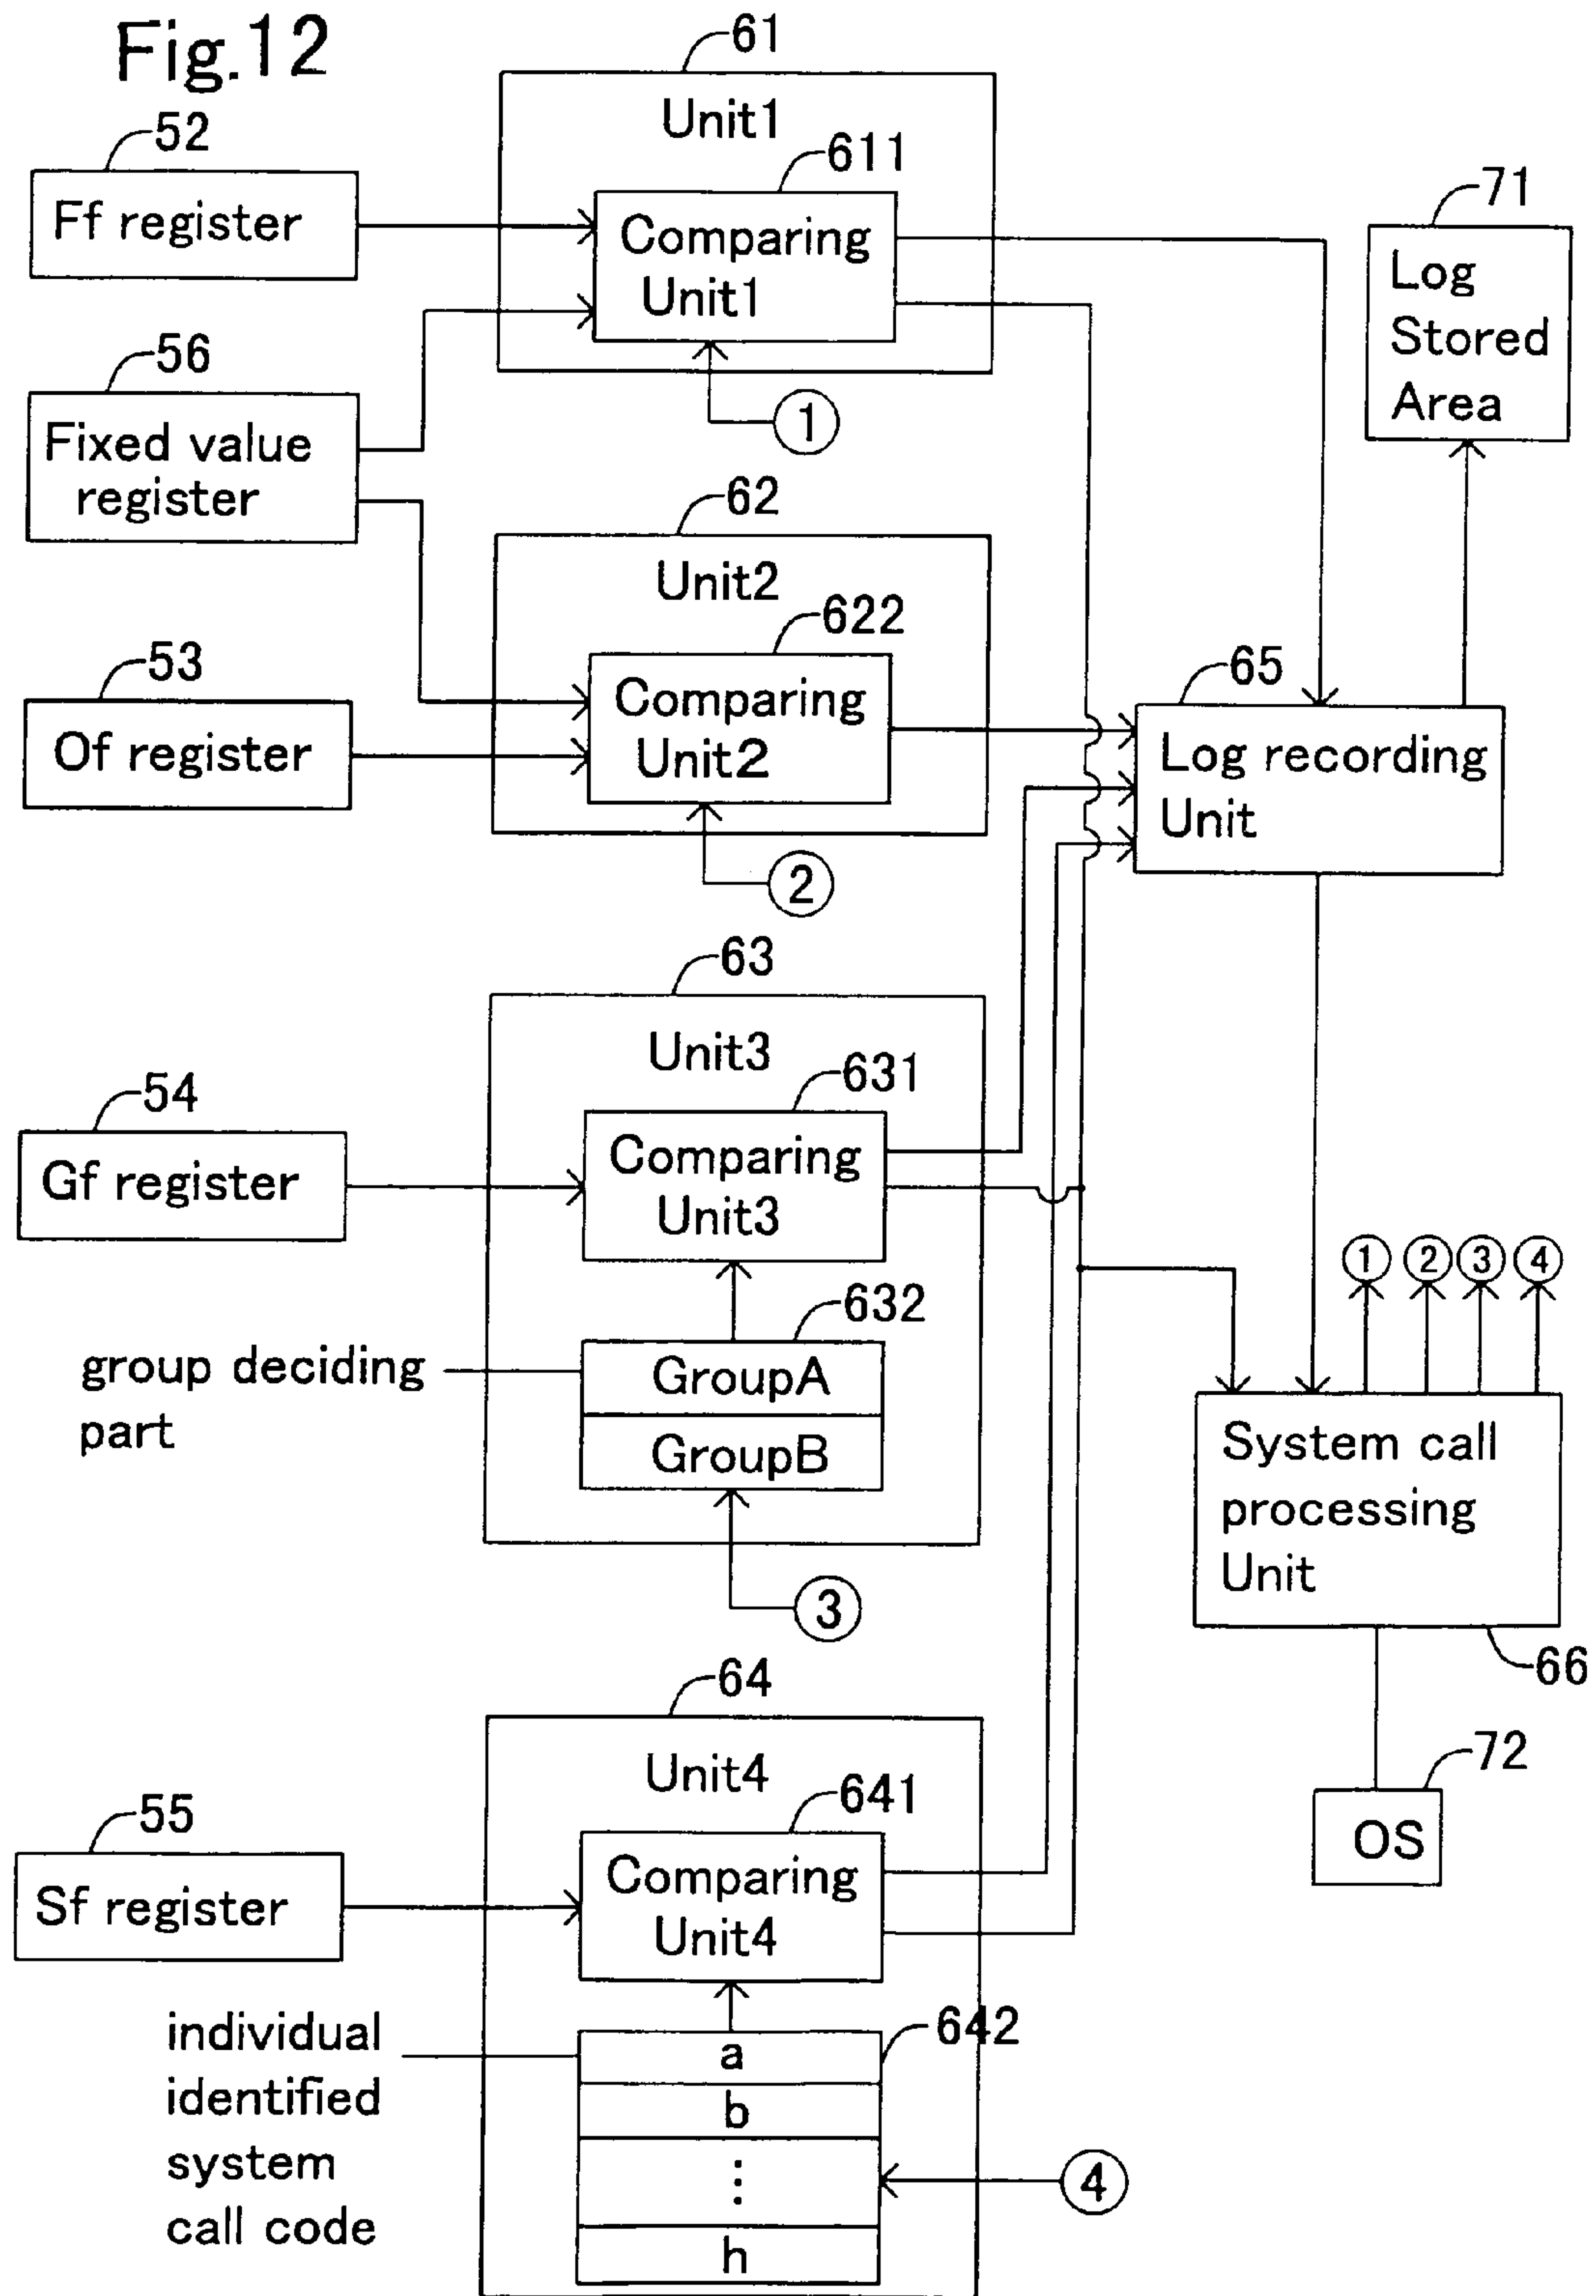 Fig.12
61
Unit1
52
Ff register
611
Comparing
Unit1
71
Log
Stored
Area
56
Fixed value
register
1
62
Unit2
622
Comparing
Unit2
53
Of register
65
Log recording
Unit
2
63
Unit3
631
Comparing
Unit3
54
Gf register
632
group deciding
part
GroupA
GroupB
3
1
2
3
4
System call
processing
Unit
66
64
Unit4
641
Comparing
Unit4
72
OS
55
Sf register
642
individual
identified
system
call code
a
b
⋮
h
4